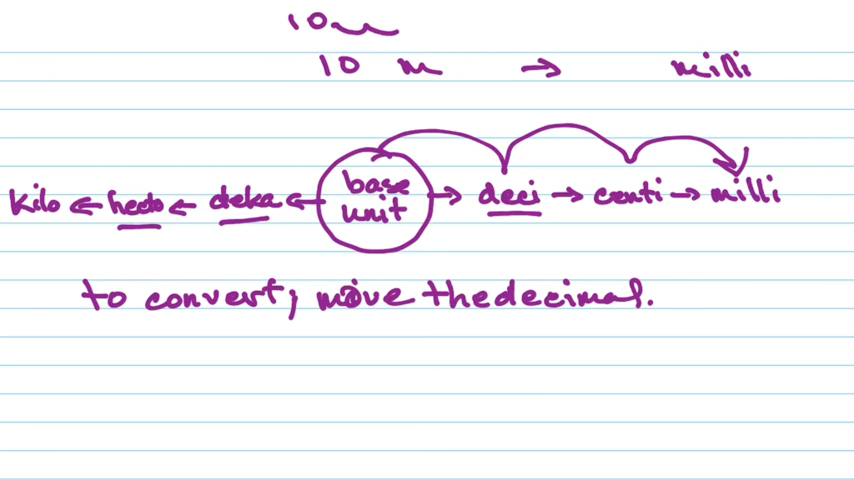 10
10 m → milli
kilo ← hecto ← deka ← base unit → deci → centi → milli
to convert, move the decimal.